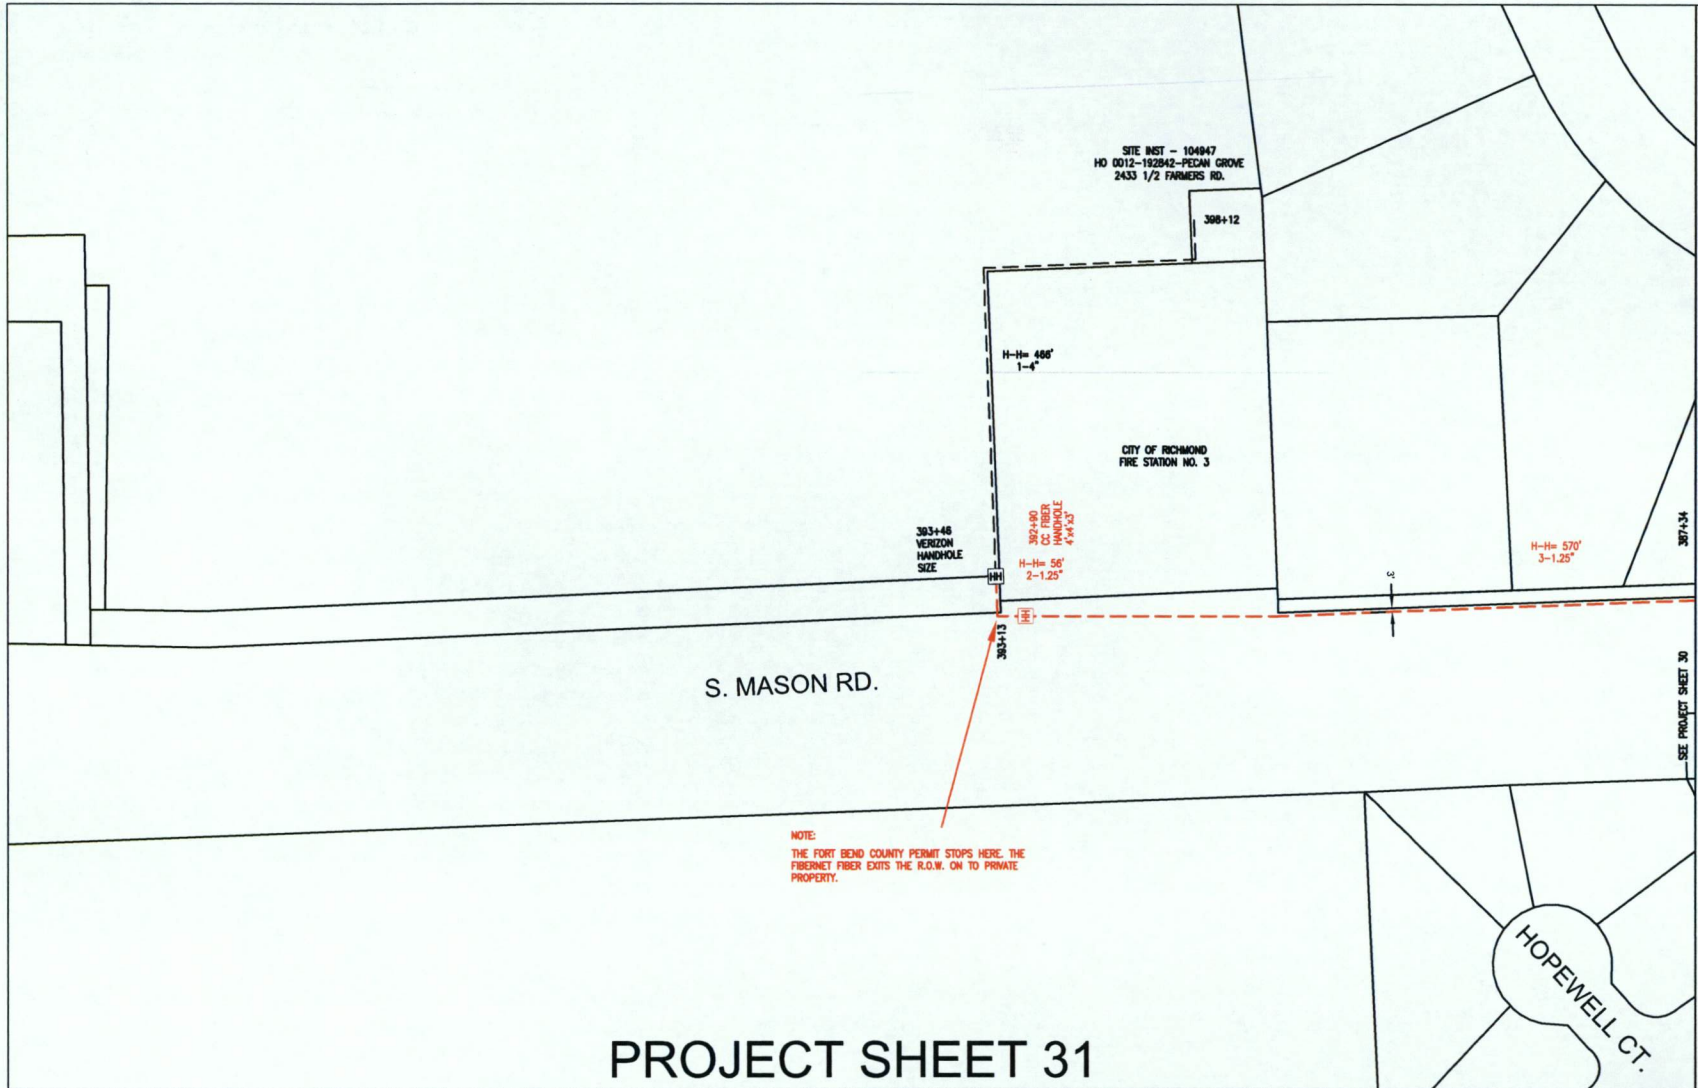 SITE INST - 104947
HO 0012-192842-PECAN GROVE
2433 1/2 FARMERS RD.
398+12
H-H= 466'
1-4"
CITY OF RICHMOND
FIRE STATION NO. 3
393+46
VERIZON
HANDHOLE
SIZE
392+90
CC FIBER
HANDHOLE
4'x4'x3'
H-H= 56'
2-1.25"
HH
H-H= 570'
3-1.25"
387+34
3'
393+13
S. MASON RD.
SEE PROJECT SHEET 30
NOTE:
THE FORT BEND COUNTY PERMIT STOPS HERE. THE
FIBERNET FIBER EXITS THE R.O.W. ON TO PRIVATE
PROPERTY.
HOPEWELL CT.
PROJECT SHEET 31